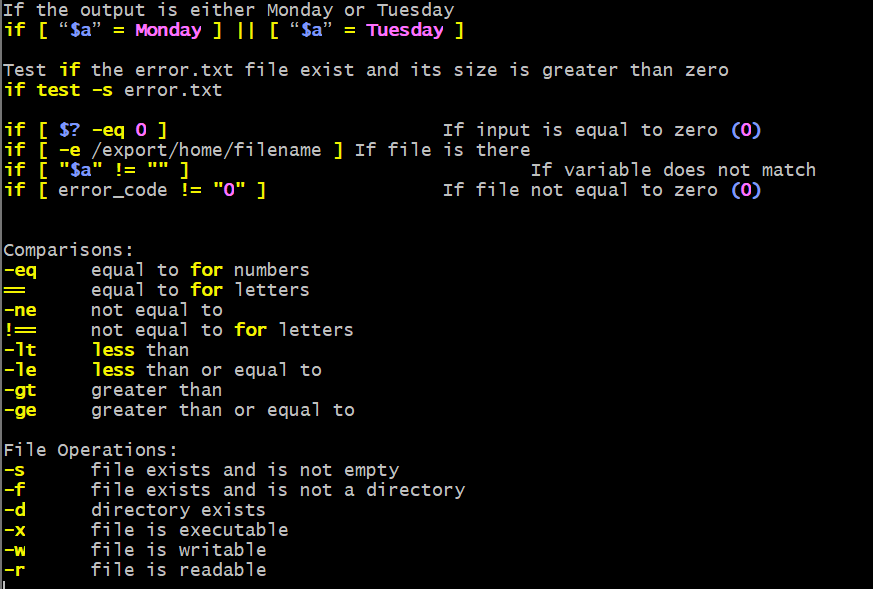 If the output is either Monday or Tuesday
if [ “$a” = Monday ] || [ “$a” = Tuesday ]
Test if the error.txt file exist and its size is greater than zero
if test -s error.txt
if [ $? -eq 0 ] If input is equal to zero (0)
if [ -e /export/home/filename ] If file is there
if [ "$a" != "" ] If variable does not match
if [ error_code != "0" ] If file not equal to zero (0)
Comparisons:
-eq equal to for numbers
== equal to for letters
-ne not equal to
!== not equal to for letters
-lt less than
-le less than or equal to
-gt greater than
-ge greater than or equal to
File Operations:
-s file exists and is not empty
-f file exists and is not a directory
-d directory exists
-x file is executable
-w file is writable
-r file is readable